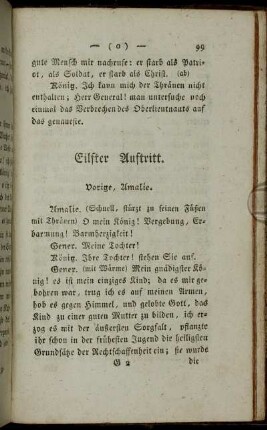 — ( o ) — 99
gute Mensch mir nachrufe: er starb als Patri-
ot, als Soldat, er starb als Christ. (ab)
König. Ich kann mich der Thränen nicht
enthalten; Herr General! man untersuche noch
einmal das Verbrechen des Oberlieutnants auf
das genaueste.
Eilfter Auftritt.
Vorige, Amalie.
Amalie. (Schnell, stürzt zu seinen Füßen
mit Thränen) O mein König! Vergebung, Er-
barmung! Barmherzigkeit!
Gener. Meine Tochter!
König. Ihre Tochter! stehen Sie auf.
Gener. (mit Wärme) Mein gnädigster Kö-
nig! es ist mein einziges Kind; da es mir ge-
bohren war, trug ich es auf meinen Armen,
hob es gegen Himmel, und gelobte Gott, das
Kind zu einer guten Mutter zu bilden, ich er-
zog es mit der äußersten Sorgfalt, pflanzte
ihr schon in der frühesten Jugend die heiligsten
Grundsätze der Rechtschaffenheit ein; sie wurde
G 2 die